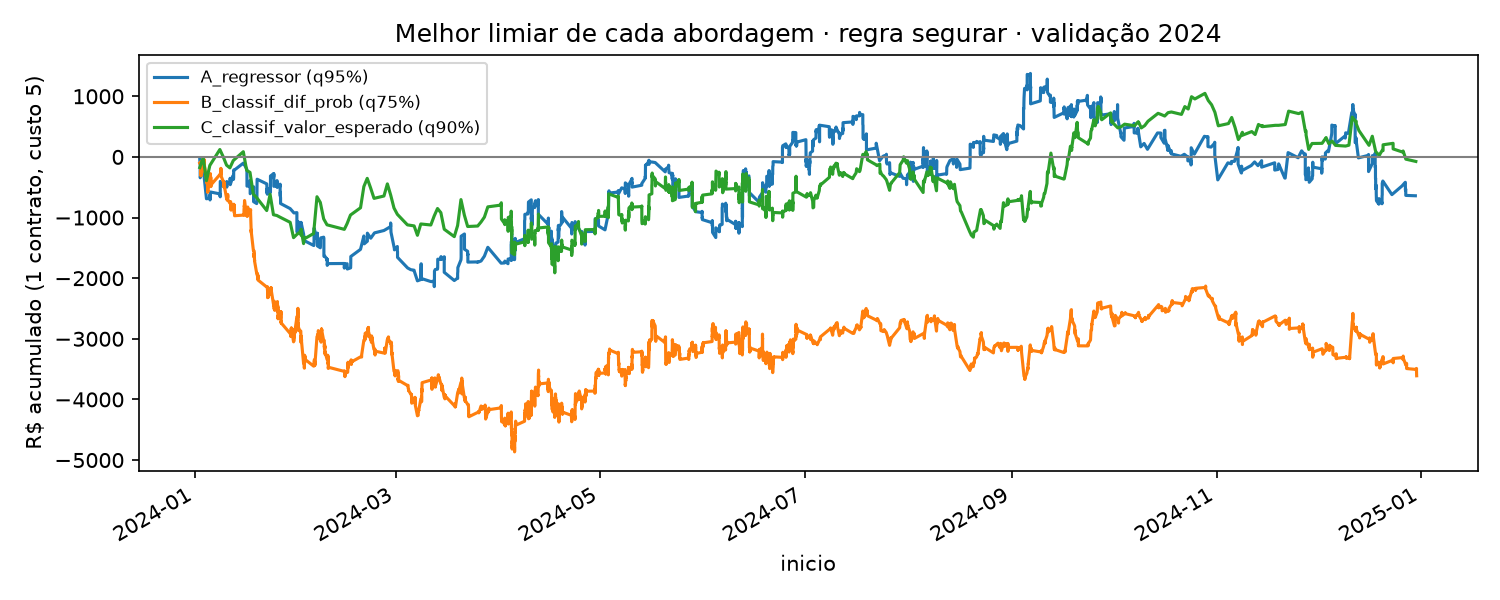 Melhor limiar de cada abordagem · regra segurar · validação 2024
A_regressor (q95%)
B_classif_dif_prob (q75%)
C_classif_valor_esperado (q90%)
R$ acumulado (1 contrato, custo 5)
1000
0
−1000
−2000
−3000
−4000
−5000
2024-01
2024-03
2024-05
2024-07
2024-09
2024-11
2025-01
inicio